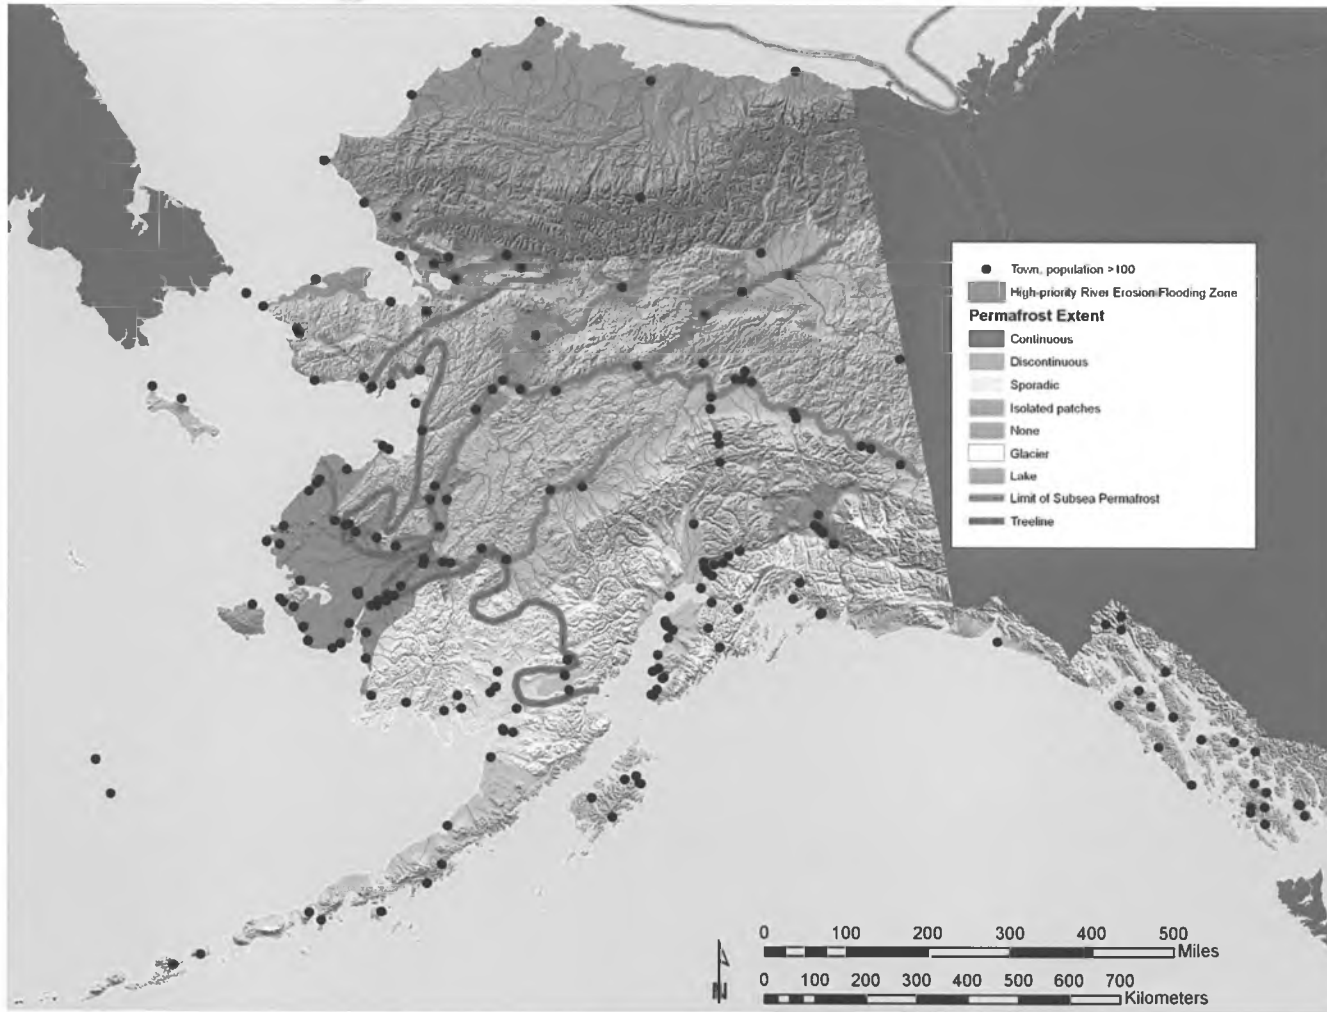 Town, population >100
High-priority River Erosion/Flooding Zone
Permafrost Extent
Continuous
Discontinuous
Sporadic
Isolated patches
None
Glacier
Lake
Limit of Subsea Permafrost
Treeline
0 100 200 300 400 500
Miles
0 100 200 300 400 500 600 700
Kilometers
N